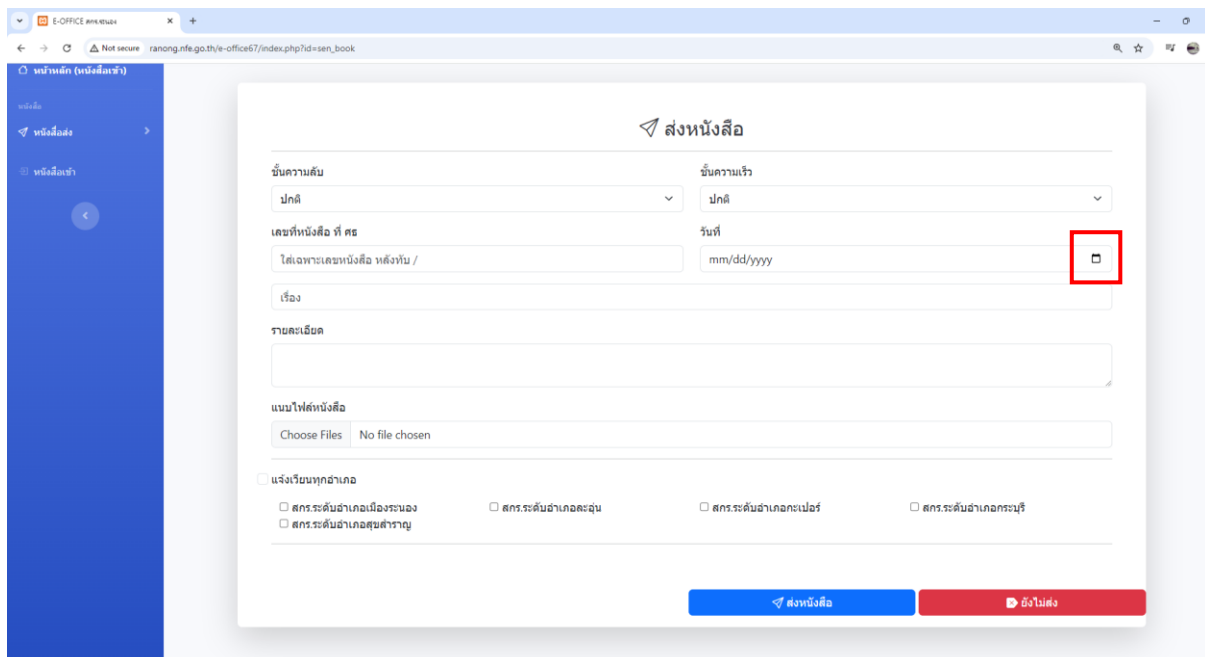 E-OFFICE สกร.ระนอง
Not secure ranong.nfe.go.th/e-office67/index.php?id=sen_book
หน้าหลัก (หนังสือเข้า)
หนังสือ
หนังสือส่ง
หนังสือเข้า
ส่งหนังสือ
ชั้นความลับ ชั้นความเร็ว
ปกติ ปกติ
เลขที่หนังสือ ที่ ศธ วันที่
ใส่เฉพาะเลขหนังสือ หลังทับ / mm/dd/yyyy
เรื่อง
รายละเอียด
แนบไฟล์หนังสือ
Choose Files No file chosen
แจ้งเวียนทุกอำเภอ
สกร.ระดับอำเภอเมืองระนอง สกร.ระดับอำเภอละอุ่น สกร.ระดับอำเภอกะเปอร์ สกร.ระดับอำเภอกระบุรี
สกร.ระดับอำเภอสุขสำราญ
ส่งหนังสือ ยังไม่ส่ง